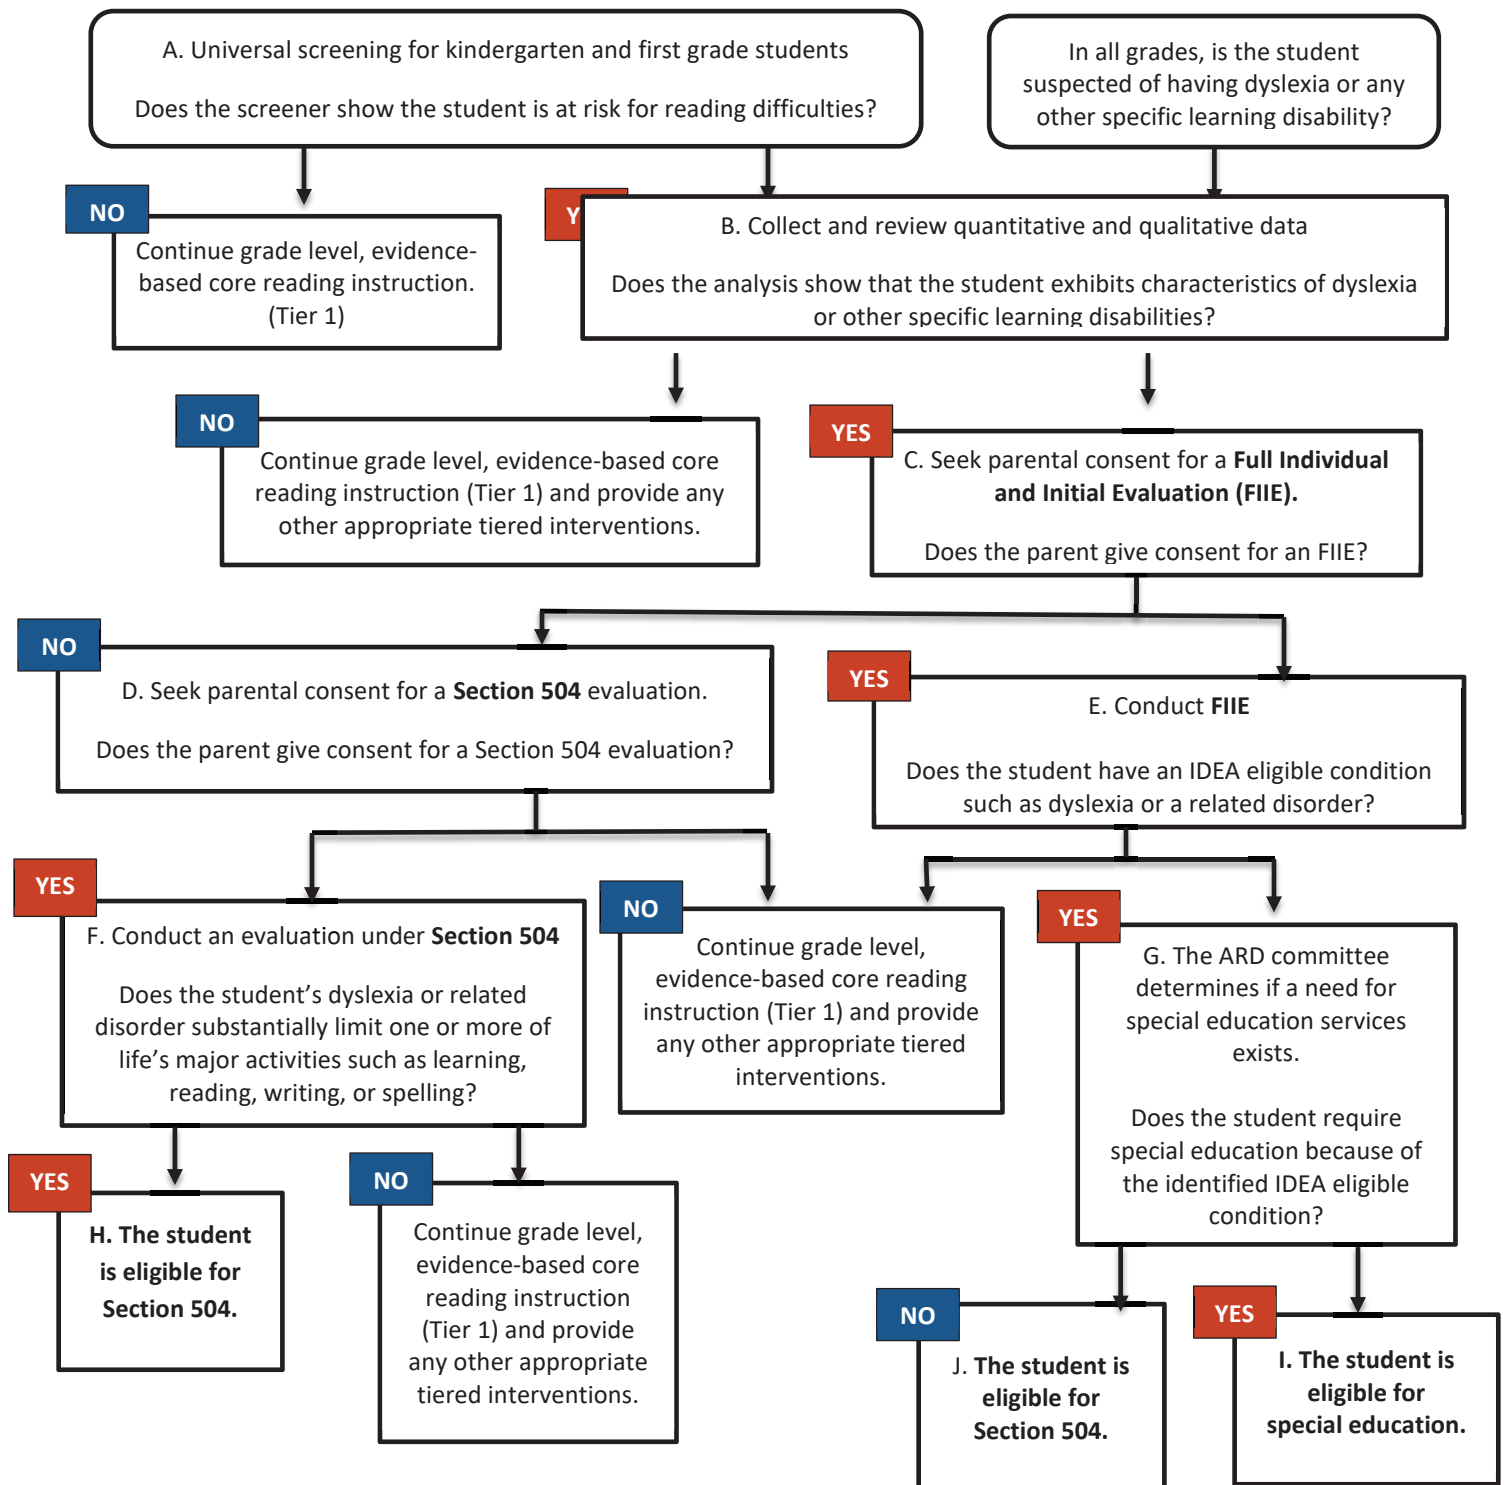 A. Universal screening for kindergarten and first grade students
Does the screener show the student is at risk for reading difficulties?
In all grades, is the student
suspected of having dyslexia or any
other specific learning disability?
NO
Continue grade level, evidence-
based core reading instruction.
(Tier 1)
Y
B. Collect and review quantitative and qualitative data
Does the analysis show that the student exhibits characteristics of dyslexia
or other specific learning disabilities?
NO
Continue grade level, evidence-based core
reading instruction (Tier 1) and provide any
other appropriate tiered interventions.
YES
C. Seek parental consent for a Full Individual
and Initial Evaluation (FIIE).
Does the parent give consent for an FIIE?
NO
D. Seek parental consent for a Section 504 evaluation.
Does the parent give consent for a Section 504 evaluation?
YES
E. Conduct FIIE
Does the student have an IDEA eligible condition
such as dyslexia or a related disorder?
YES
F. Conduct an evaluation under Section 504
Does the student’s dyslexia or related
disorder substantially limit one or more of
life’s major activities such as learning,
reading, writing, or spelling?
NO
Continue grade level,
evidence-based core reading
instruction (Tier 1) and provide
any other appropriate tiered
interventions.
YES
G. The ARD committee
determines if a need for
special education services
exists.
Does the student require
special education because of
the identified IDEA eligible
condition?
YES
H. The student
is eligible for
Section 504.
NO
Continue grade level,
evidence-based core
reading instruction
(Tier 1) and provide
any other appropriate
tiered interventions.
NO
J. The student is
eligible for
Section 504.
YES
I. The student is
eligible for
special education.